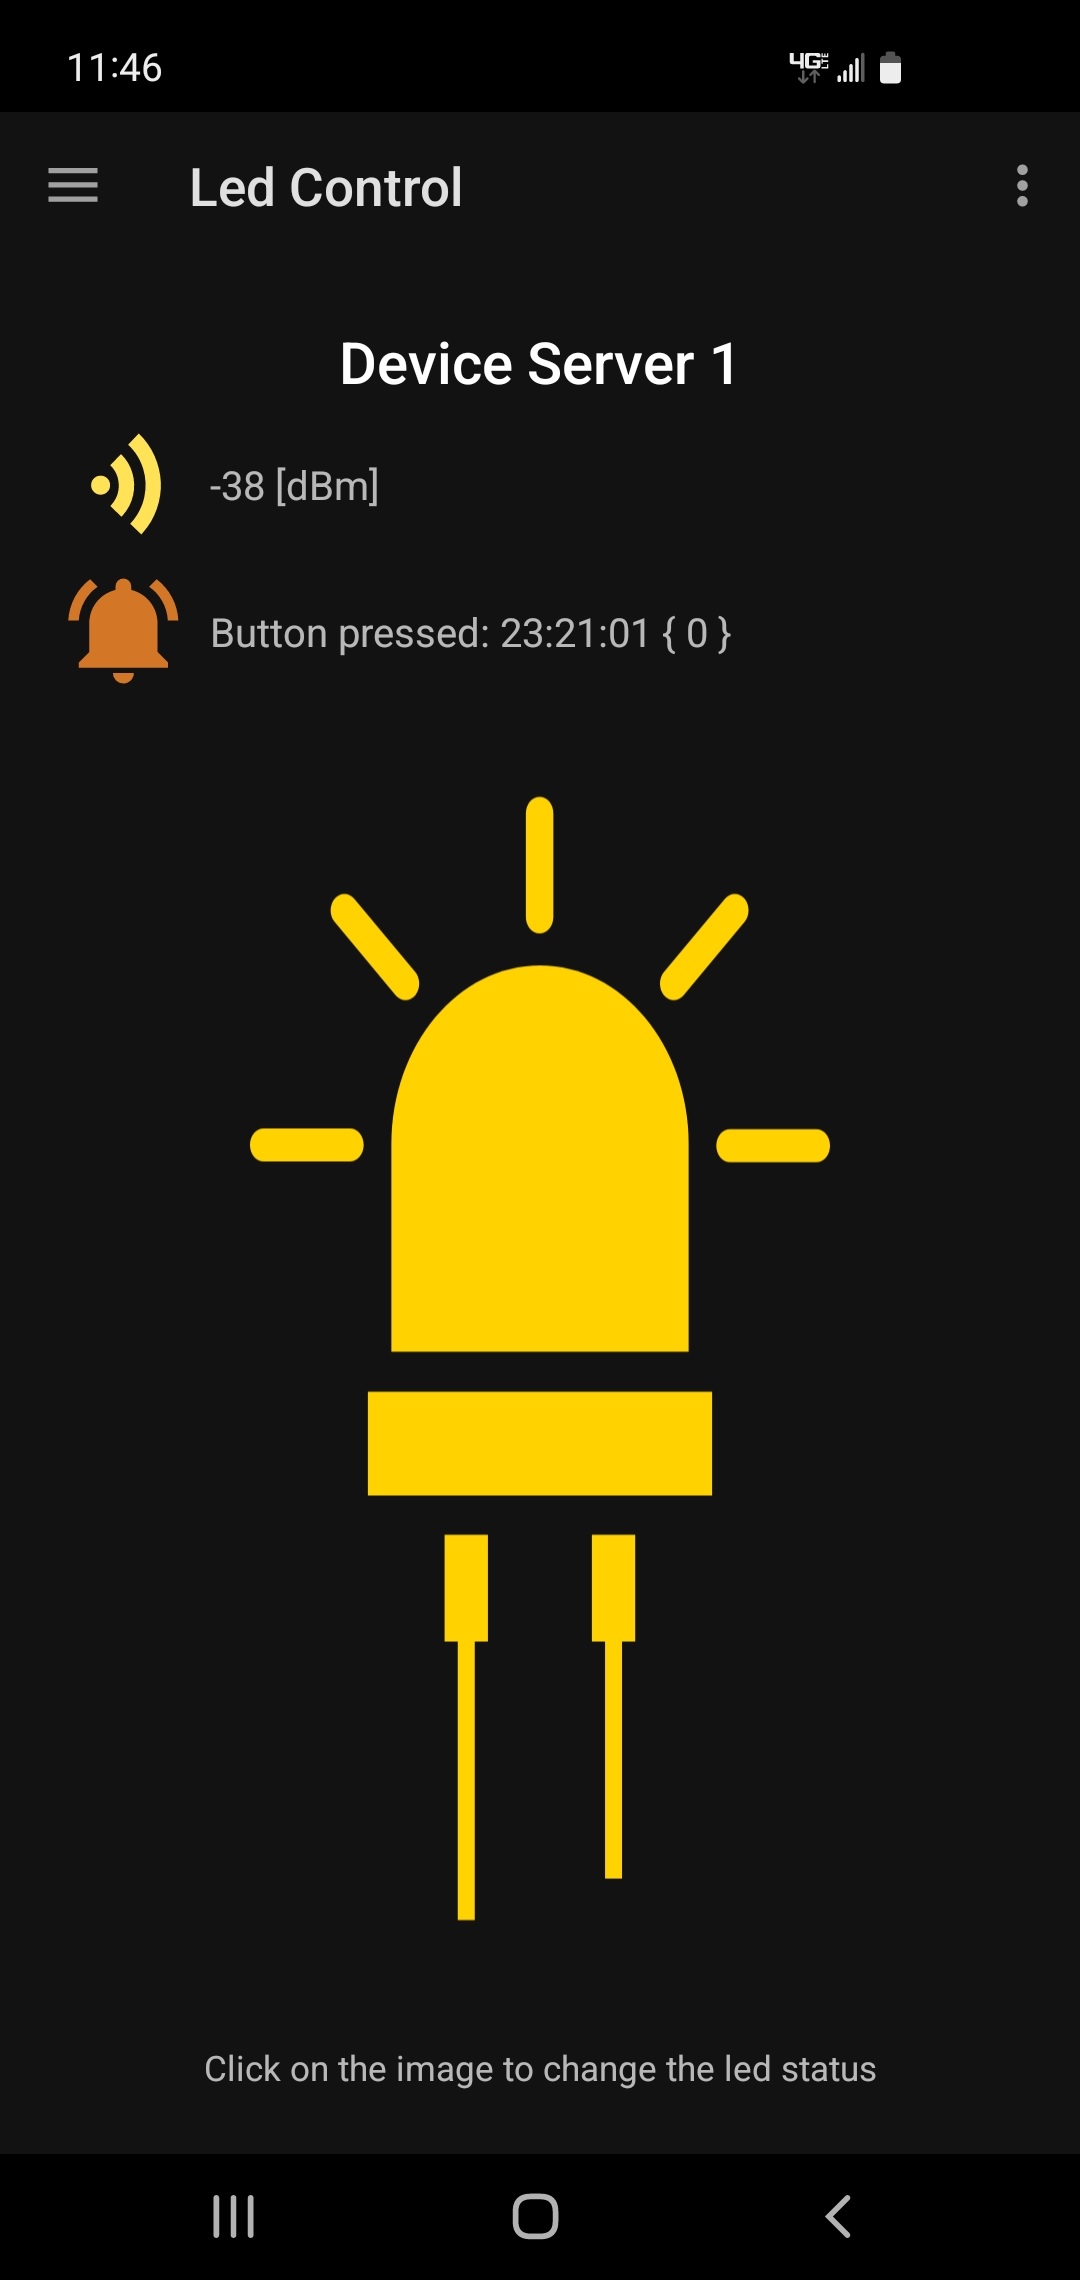 11:46
4G LTE
Led Control
Device Server 1
-38 [dBm]
Button pressed: 23:21:01 { 0 }
Click on the image to change the led status